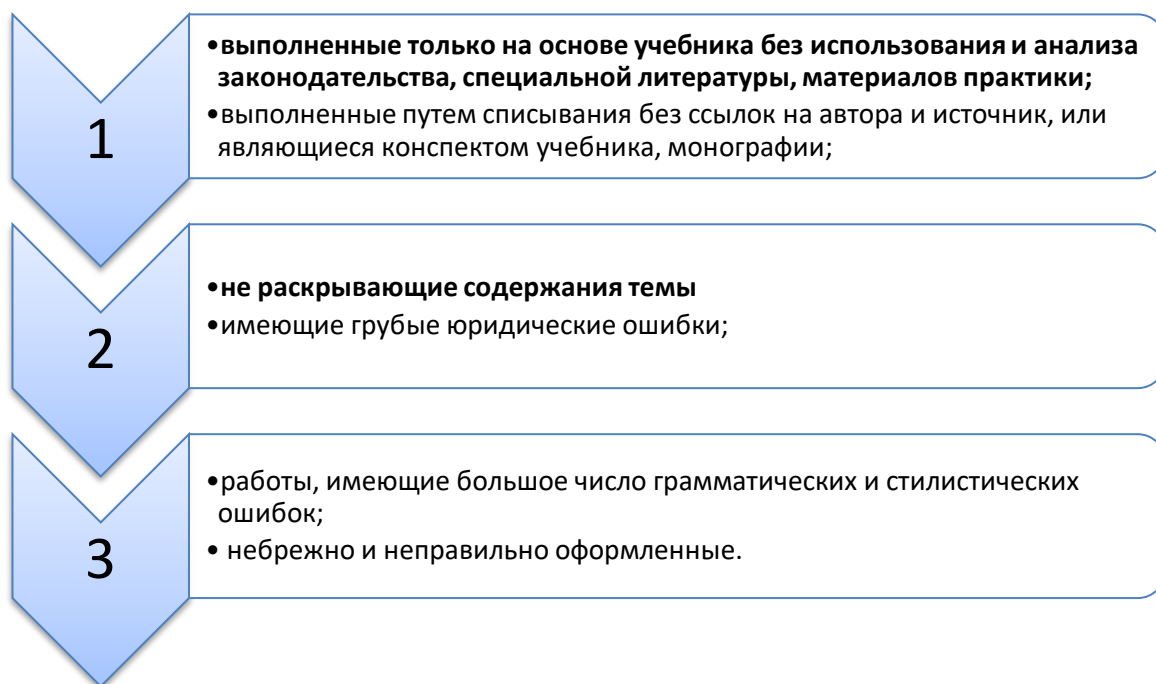 1
•выполненные только на основе учебника без использования и анализа
законодательства, специальной литературы, материалов практики;
•выполненные путем списывания без ссылок на автора и источник, или
являющиеся конспектом учебника, монографии;
2
•не раскрывающие содержания темы
•имеющие грубые юридические ошибки;
3
•работы, имеющие большое число грамматических и стилистических
ошибок;
• небрежно и неправильно оформленные.